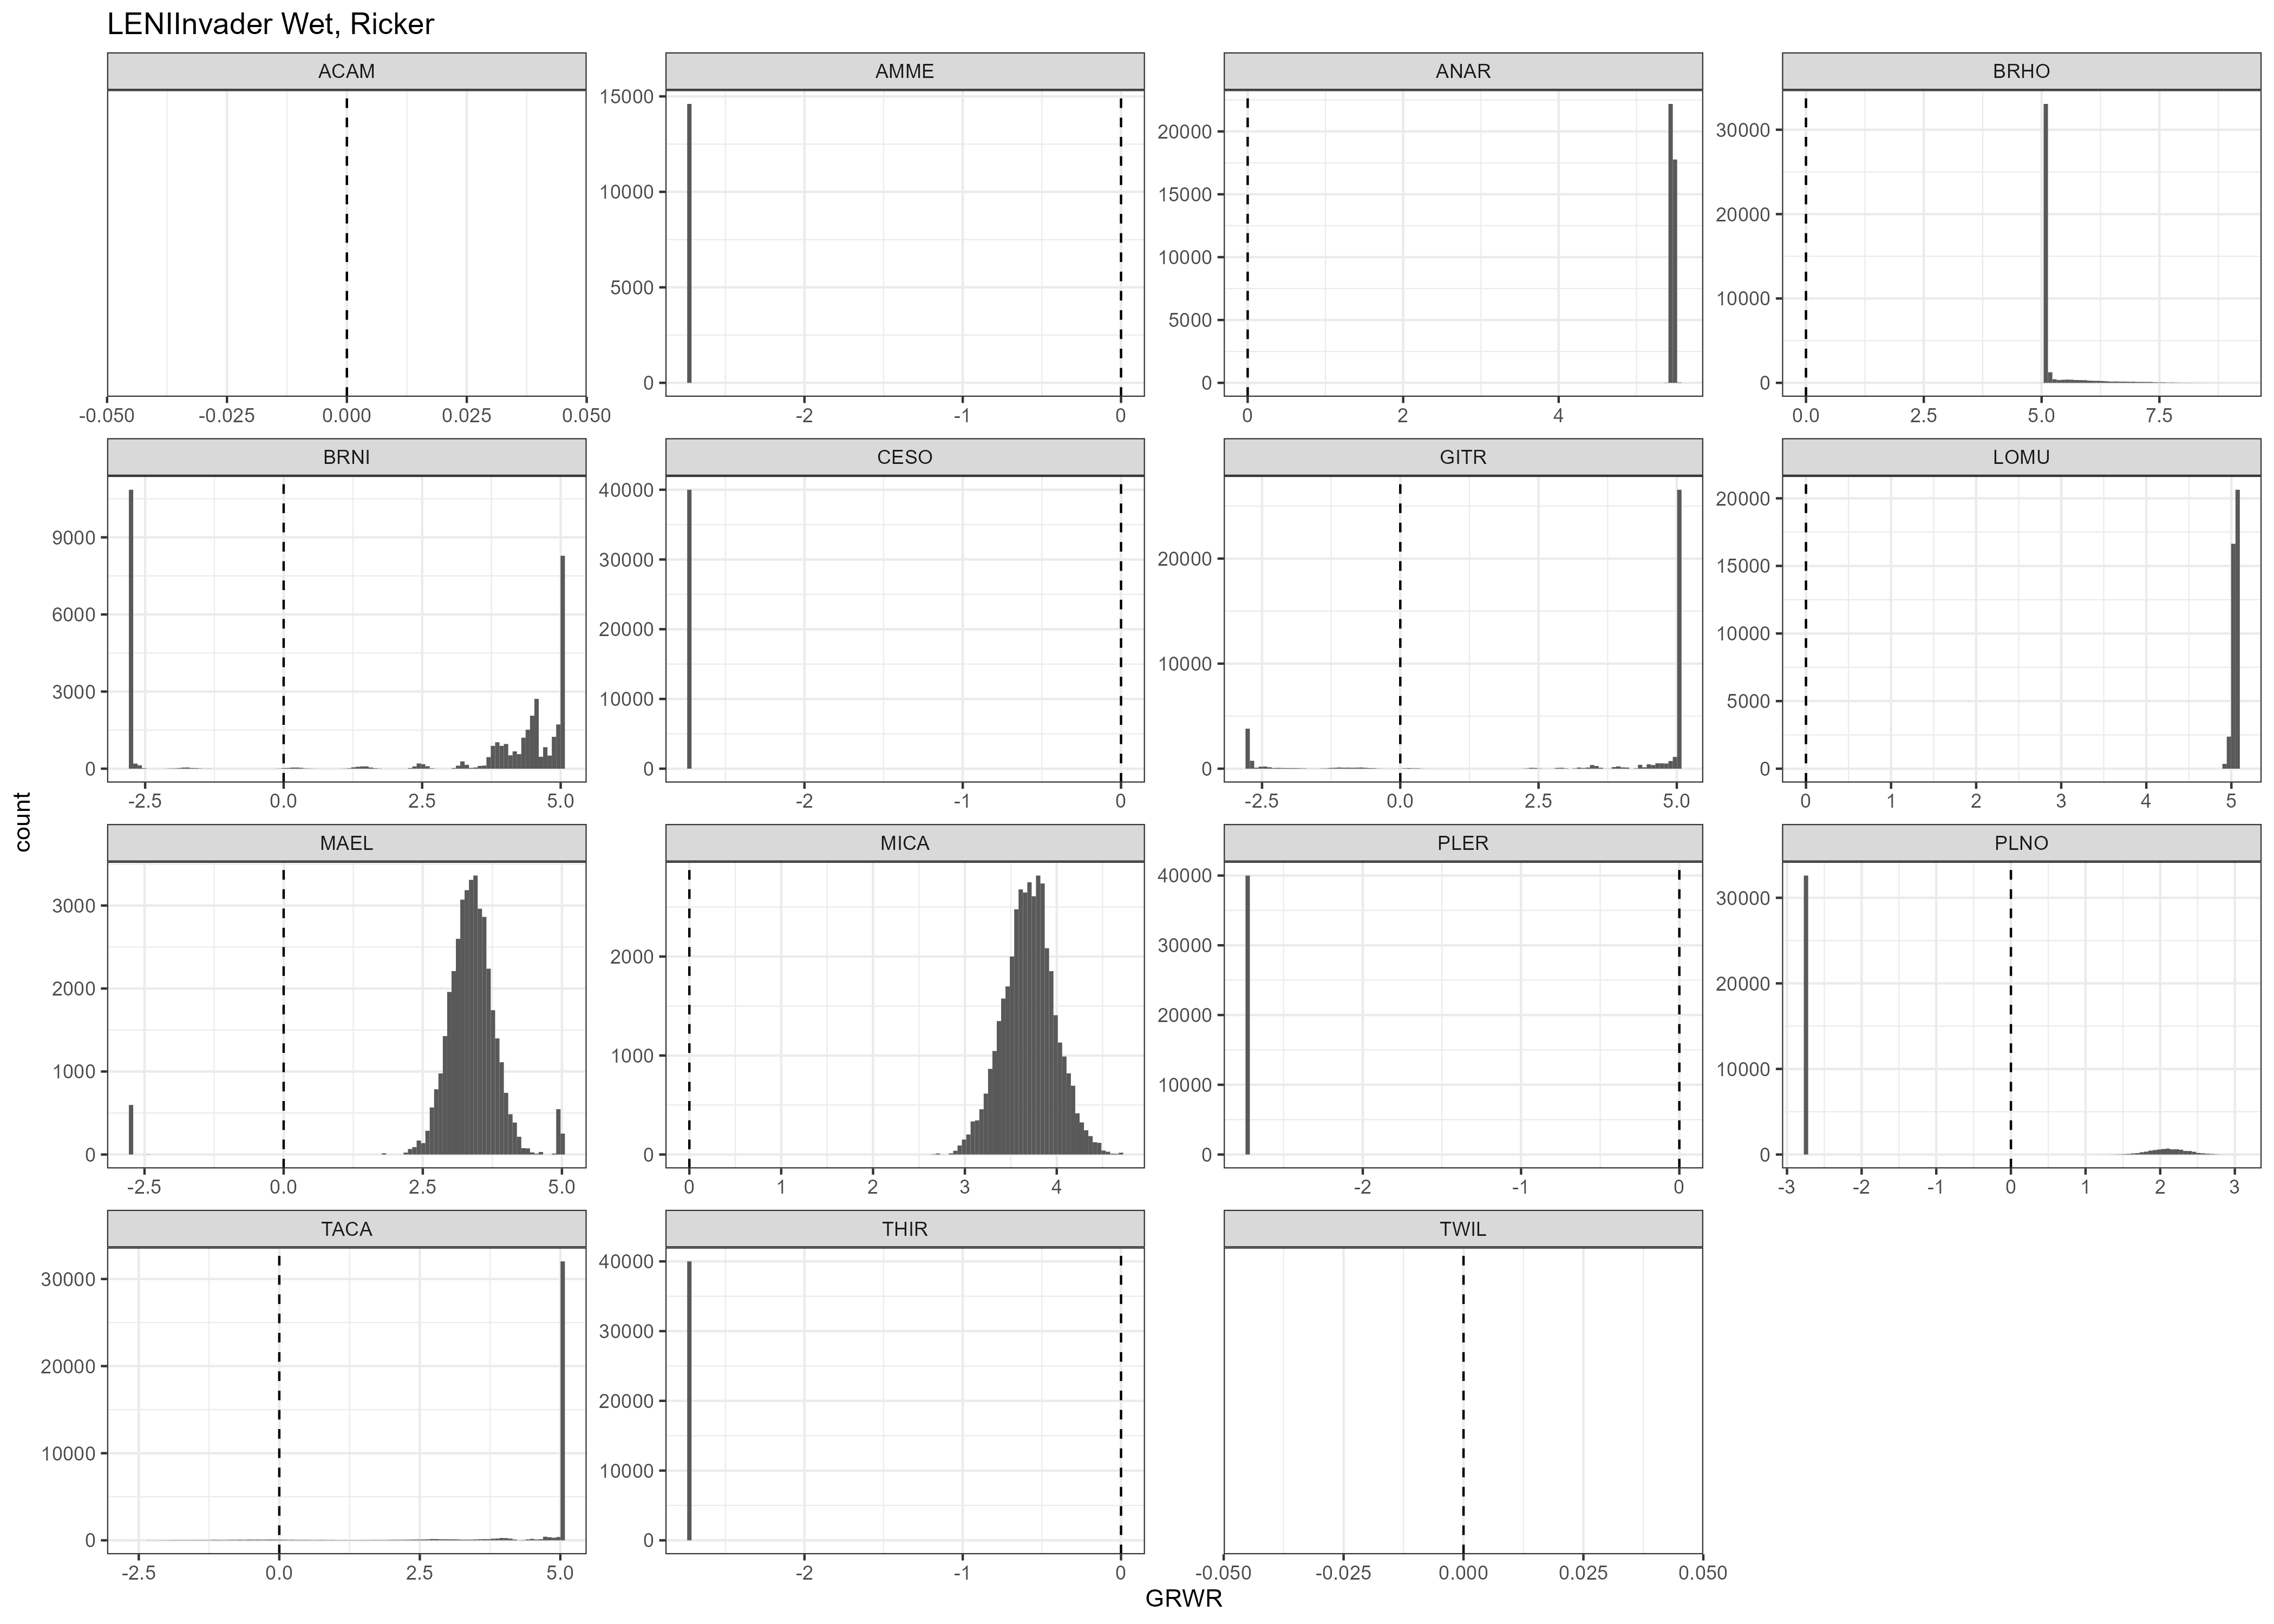 LENIInvader Wet, Ricker
ACAM AMME ANAR BRHO
15000
10000
5000
0
20000
15000
10000
5000
0
30000
20000
10000
0
-0.050 -0.025 0.000 0.025 0.050
-2 -1 0
0 2 4
0.0 2.5 5.0 7.5
BRNI CESO GITR LOMU
9000
6000
3000
0
40000
30000
20000
10000
0
20000
10000
0
20000
15000
10000
5000
0
-2.5 0.0 2.5 5.0
-2 -1 0
-2.5 0.0 2.5 5.0
0 1 2 3 4 5
count
MAEL MICA PLER PLNO
3000
2000
1000
0
2000
1000
0
40000
30000
20000
10000
0
30000
20000
10000
0
-2.5 0.0 2.5 5.0
0 1 2 3 4
-2 -1 0
-3 -2 -1 0 1 2 3
TACA THIR TWIL
30000
20000
10000
0
40000
30000
20000
10000
0
-2.5 0.0 2.5 5.0
-2 -1 0
-0.050 -0.025 0.000 0.025 0.050
GRWR